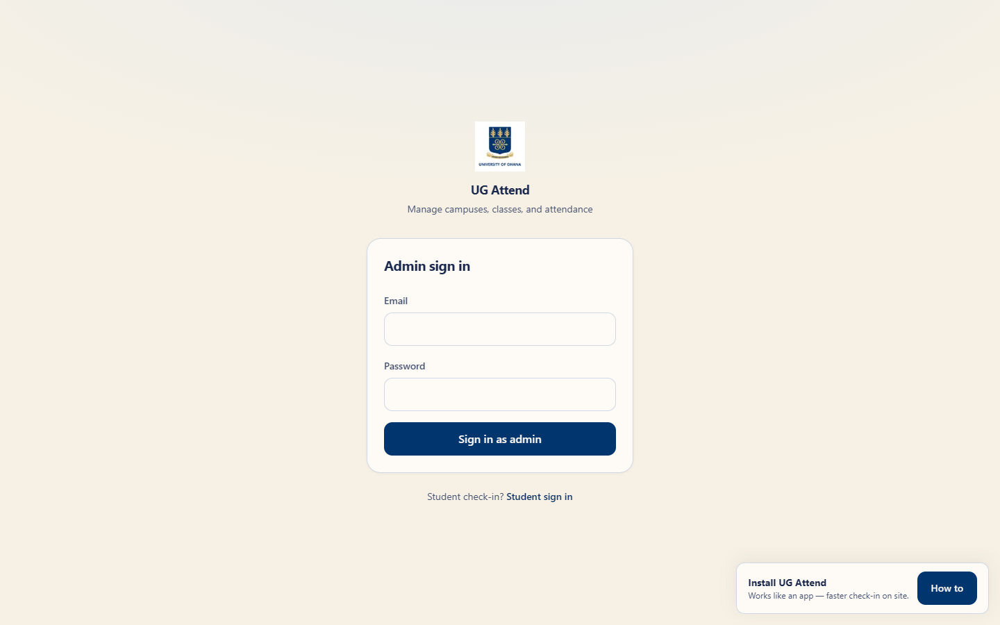 UNIVERSITY OF GHANA
UG Attend
Manage campuses, classes, and attendance
Admin sign in
Email
Password
Sign in as admin
Student check-in? Student sign in
Install UG Attend
Works like an app — faster check-in on site.
How to